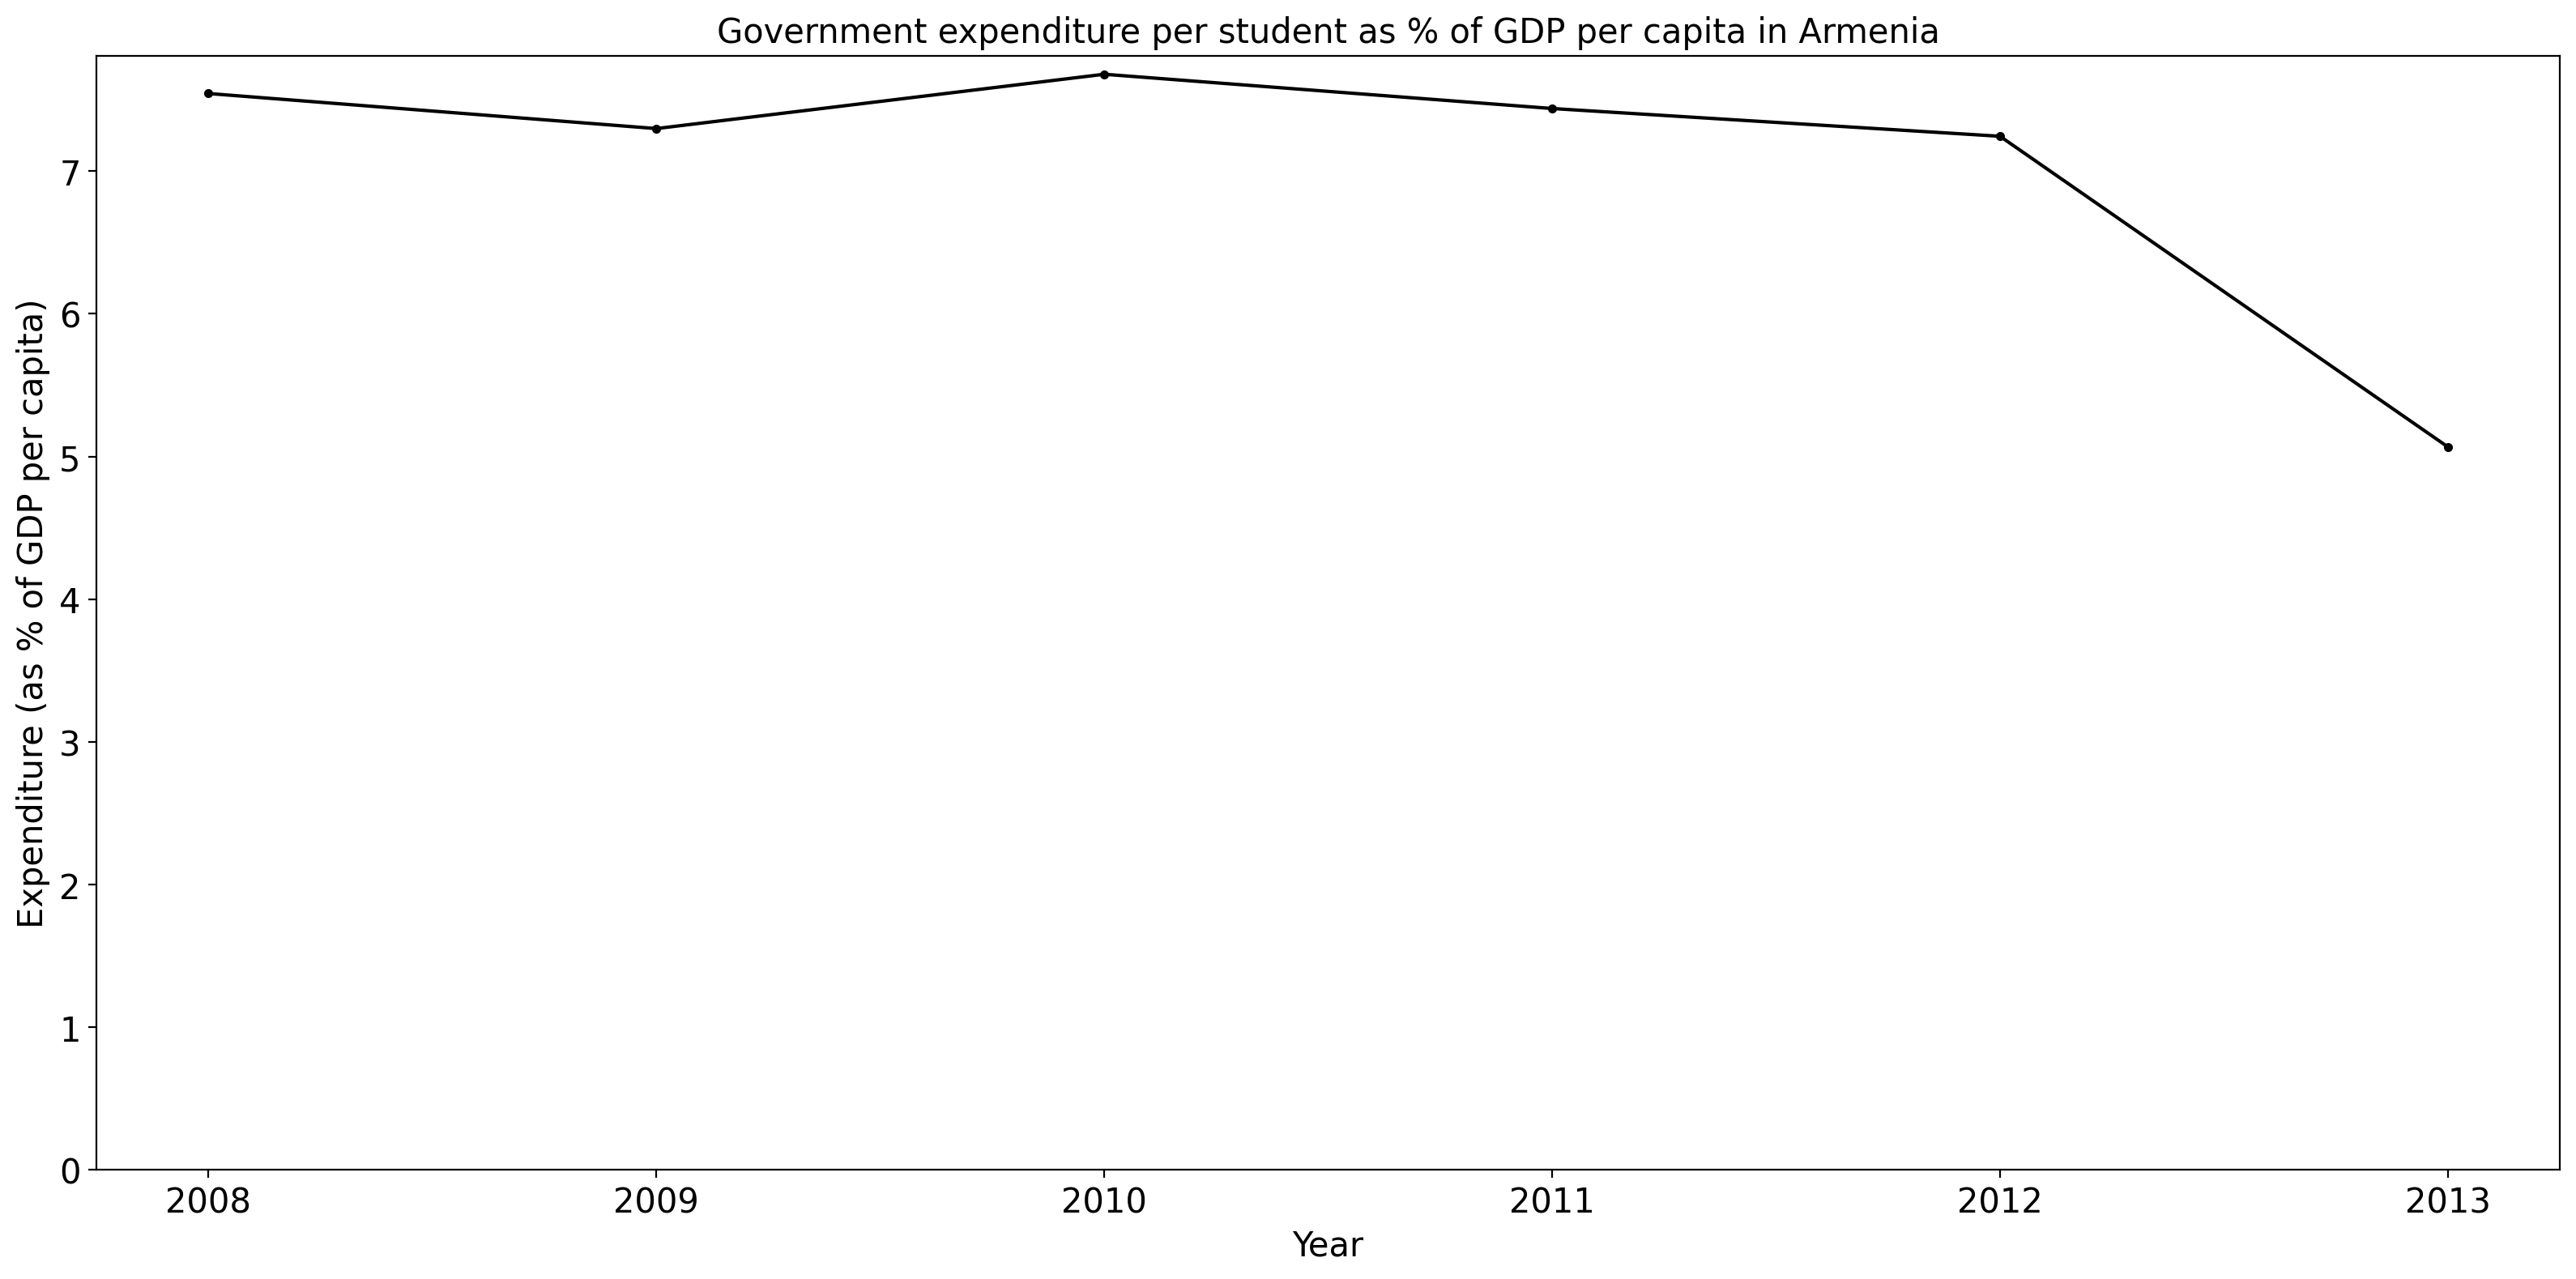 Government expenditure per student as % of GDP per capita in Armenia
Expenditure (as % of GDP per capita)
7
6
5
4
3
2
1
0
2008 2009 2010 2011 2012 2013
Year